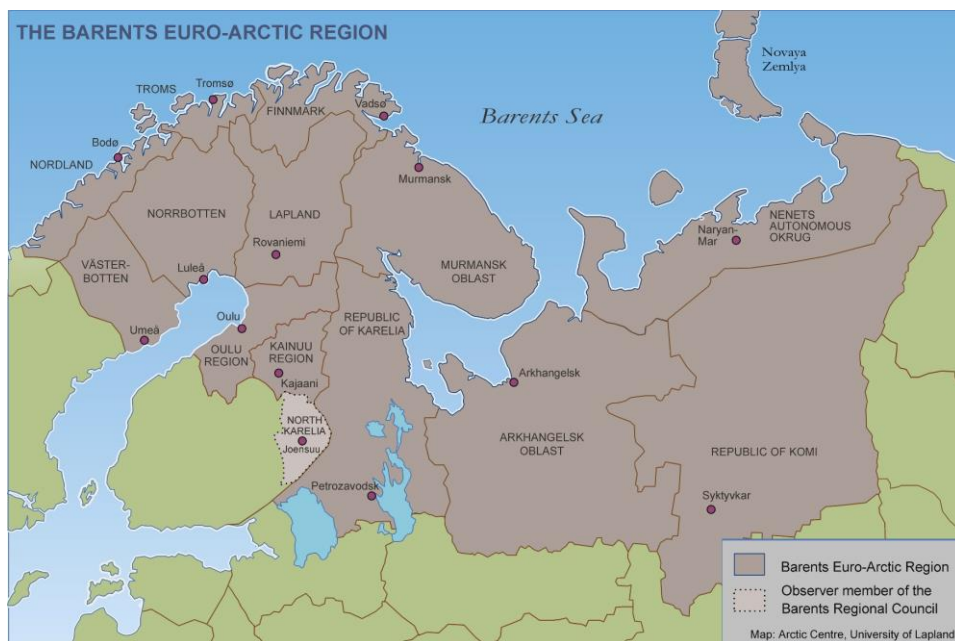 THE BARENTS EURO-ARCTIC REGION
Novaya
Zemlya
Barents Sea
TROMS
Tromsø
FINNMARK
Vadsø
Bodø
NORDLAND
Murmansk
NORRBOTTEN
LAPLAND
Rovaniemi
MURMANSK
OBLAST
Naryan-
Mar
NENETS
AUTONOMOUS
OKRUG
VÄSTER-
BOTTEN
Luleå
REPUBLIC
OF KARELIA
Umeå
Oulu
OULU
REGION
KAINUU
REGION
Kajaani
Arkhangelsk
NORTH
KARELIA
Joensuu
ARKHANGELSK
OBLAST
REPUBLIC OF KOMI
Petrozavodsk
Syktyvkar
Barents Euro-Arctic Region
Observer member of the
Barents Regional Council
Map: Arctic Centre, University of Lapland